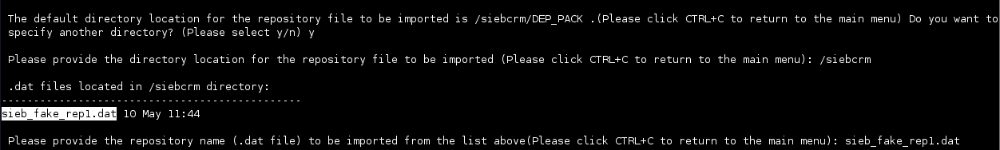 The default directory location for the repository file to be imported is /siebcrm/DEP_PACK .(Please click CTRL+C to return to the main menu) Do you want to
specify another directory? (Please select y/n) y
Please provide the directory location for the repository file to be imported (Please click CTRL+C to return to the main menu): /siebcrm
.dat files located in /siebcrm directory:
-----------------------------------------------
sieb_fake_rep1.dat 10 May 11:44
Please provide the repository name (.dat file) to be imported from the list above(Please click CTRL+C to return to the main menu): sieb_fake_rep1.dat